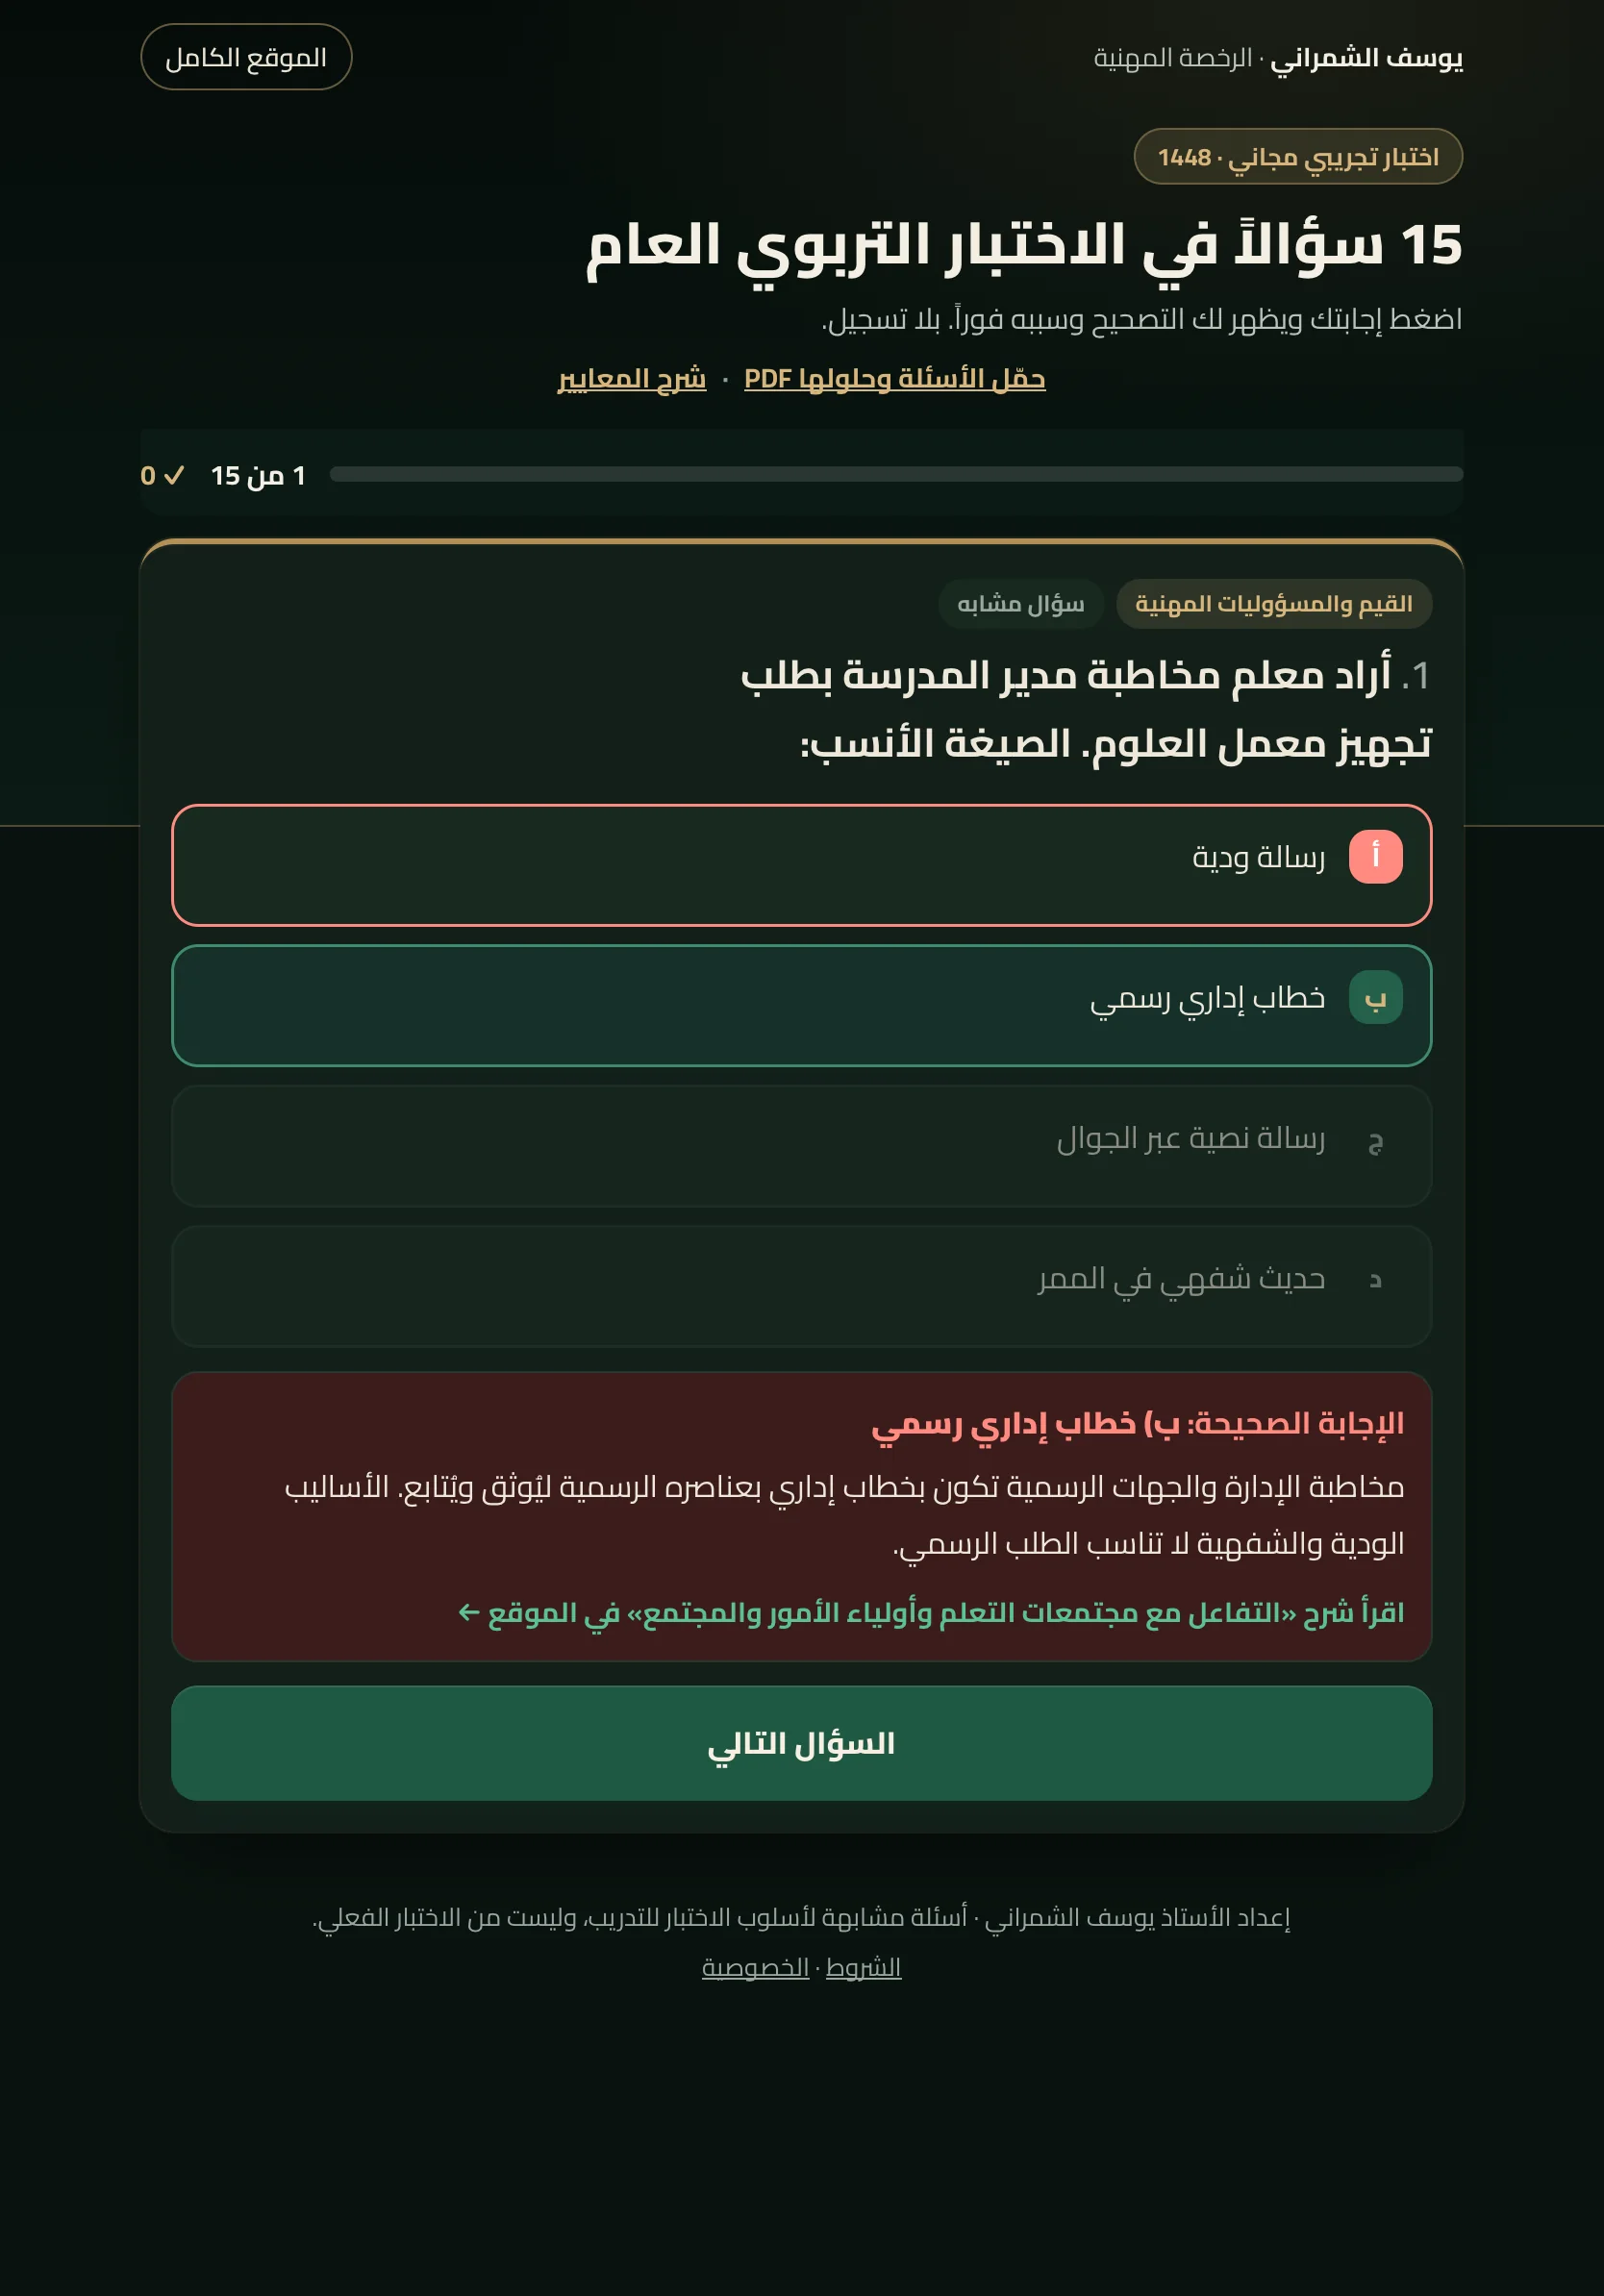 يوسف الشمراني · الرخصة المهنية
الموقع الكامل
اختبار تجريبي مجاني · 1448
15 سؤالاً في الاختبار التربوي العام
اضغط إجابتك ويظهر لك التصحيح وسببه فوراً. بلا تسجيل.
حمّل الأسئلة وحلولها PDF · شرح المعايير
1 من 15 ✓ 0
القيم والمسؤوليات المهنية
سؤال مشابه
1. أراد معلم مخاطبة مدير المدرسة بطلب
تجهيز معمل العلوم. الصيغة الأنسب:
أ رسالة ودية
ب خطاب إداري رسمي
ج رسالة نصية عبر الجوال
د حديث شفهي في الممر
الإجابة الصحيحة: ب) خطاب إداري رسمي
مخاطبة الإدارة والجهات الرسمية تكون بخطاب إداري بعناصره الرسمية ليُوثق ويُتابع. الأساليب
الودية والشفهية لا تناسب الطلب الرسمي.
اقرأ شرح «التفاعل مع مجتمعات التعلم وأولياء الأمور والمجتمع» في الموقع ←
السؤال التالي
إعداد الأستاذ يوسف الشمراني · أسئلة مشابهة لأسلوب الاختبار للتدريب، وليست من الاختبار الفعلي.
الشروط · الخصوصية